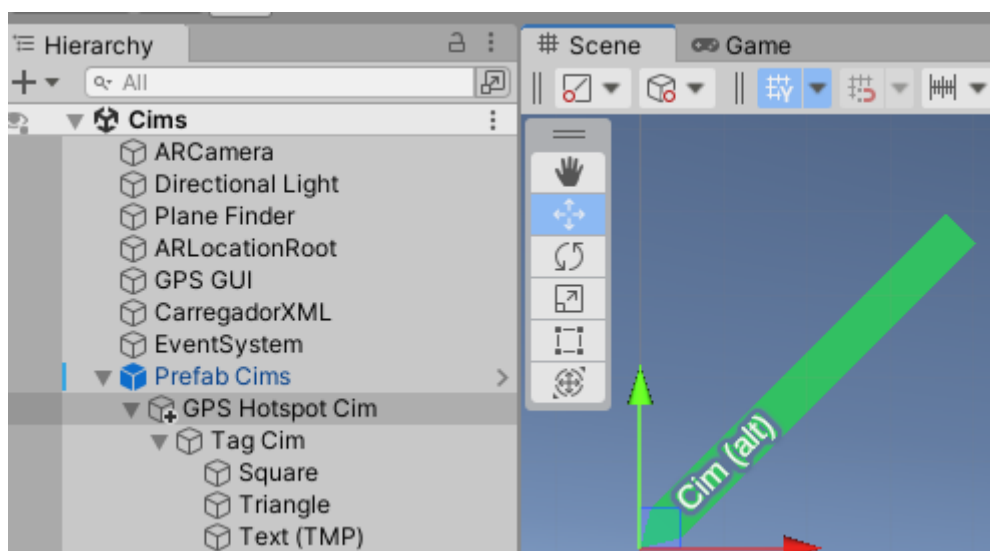 Hierarchy
All
Cims
ARCamera
Directional Light
Plane Finder
ARLocationRoot
GPS GUI
CarregadorXML
EventSystem
Prefab Cims
GPS Hotspot Cim
Tag Cim
Square
Triangle
Text (TMP)
Scene
Game
Cim (alt)